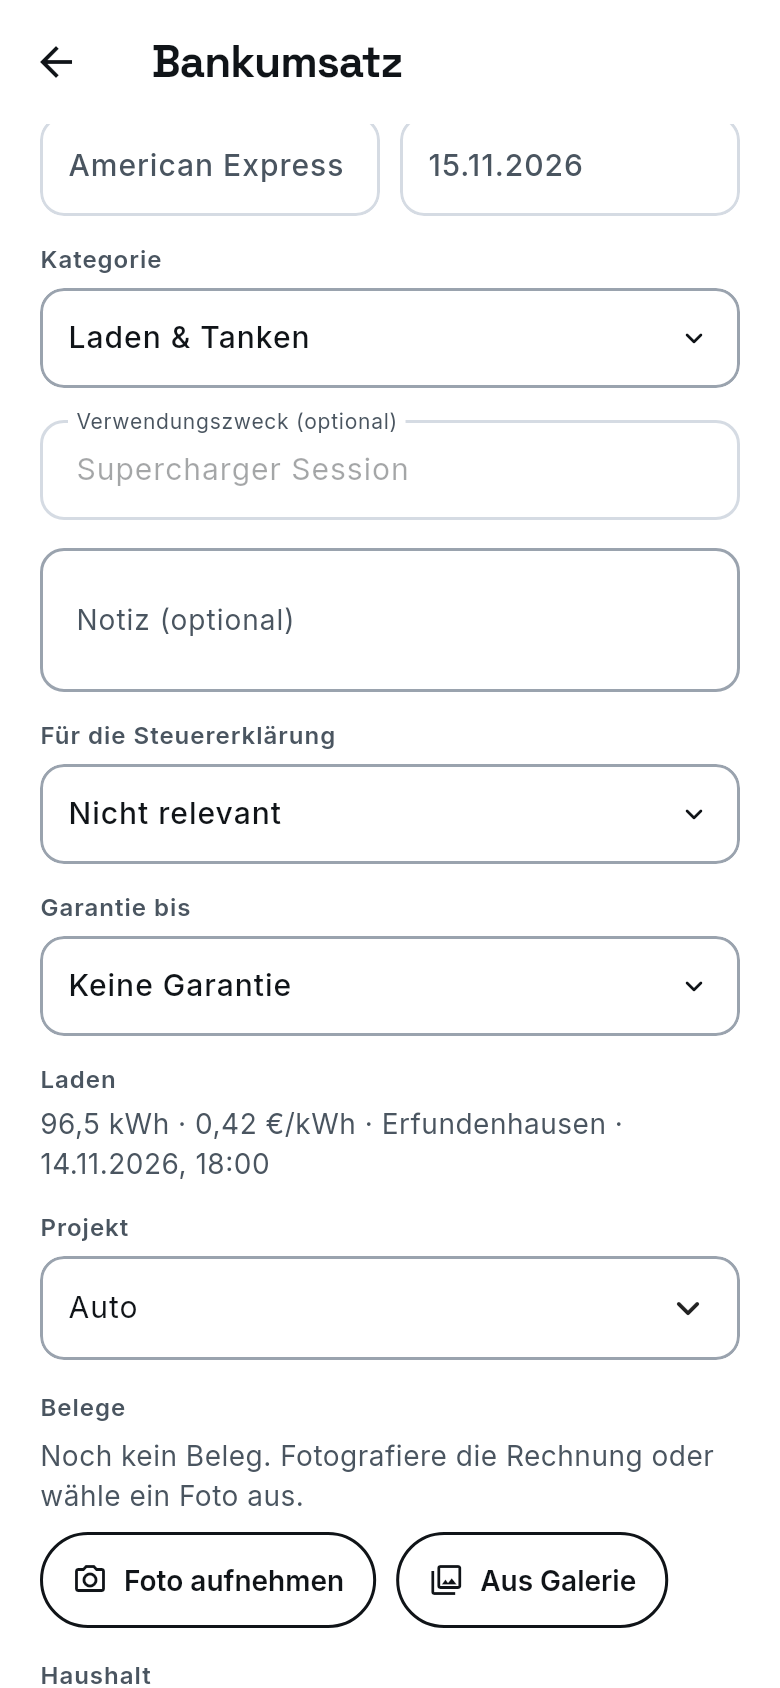 Bankumsatz
American Express
15.11.2026
Kategorie
Laden & Tanken
Verwendungszweck (optional)
Supercharger Session
Notiz (optional)
Für die Steuererklärung
Nicht relevant
Garantie bis
Keine Garantie
Laden
96,5 kWh · 0,42 €/kWh · Erfundenhausen ·
14.11.2026, 18:00
Projekt
Auto
Belege
Noch kein Beleg. Fotografiere die Rechnung oder
wähle ein Foto aus.
Foto aufnehmen
Aus Galerie
Haushalt